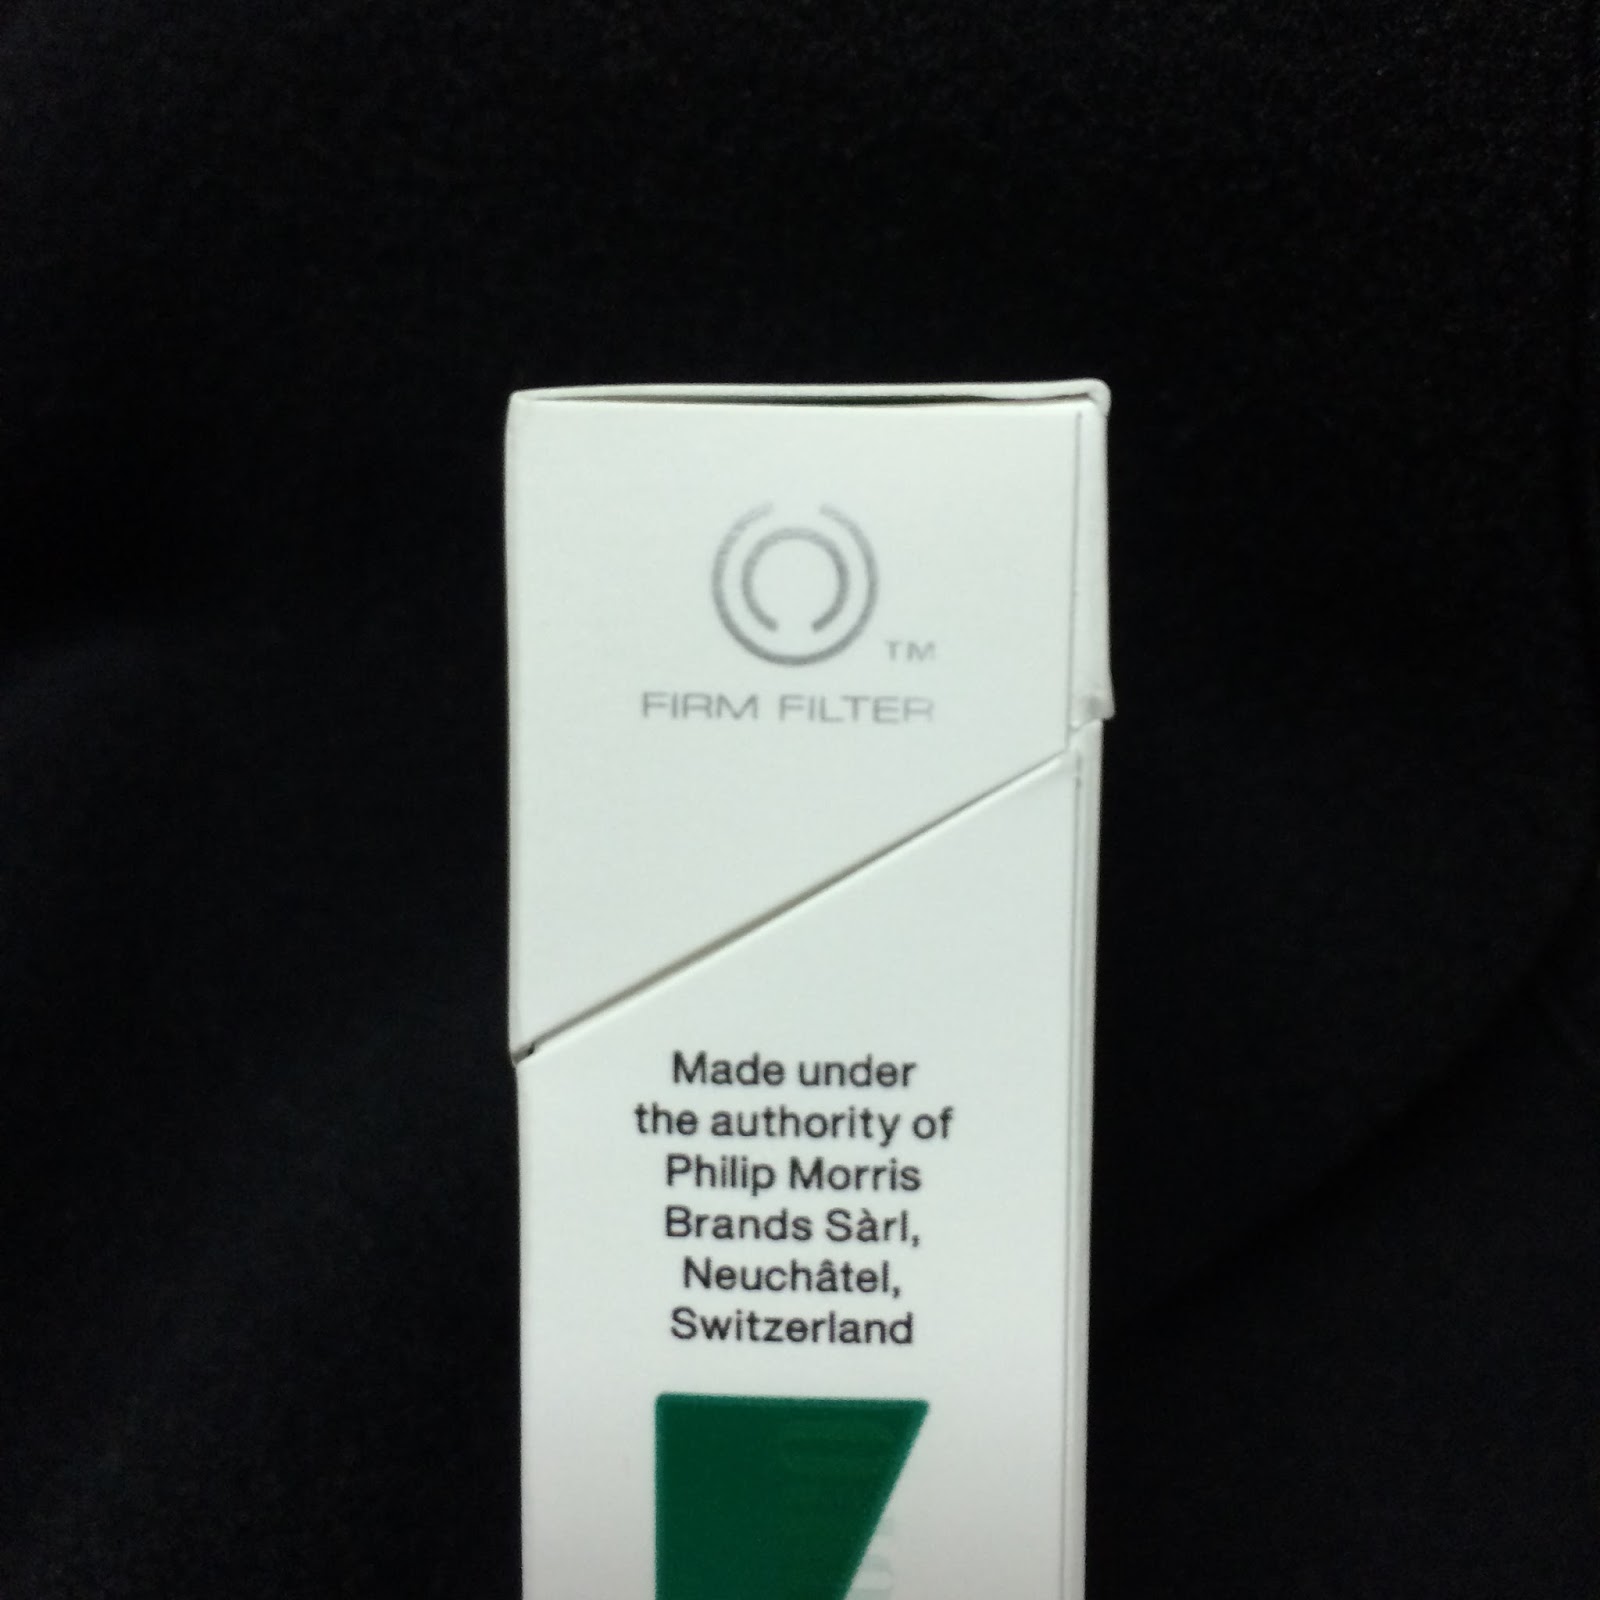 TM
FIRM FILTER
Made under
the authority of
Philip Morris
Brands Sàrl,
Neuchâtel,
Switzerland